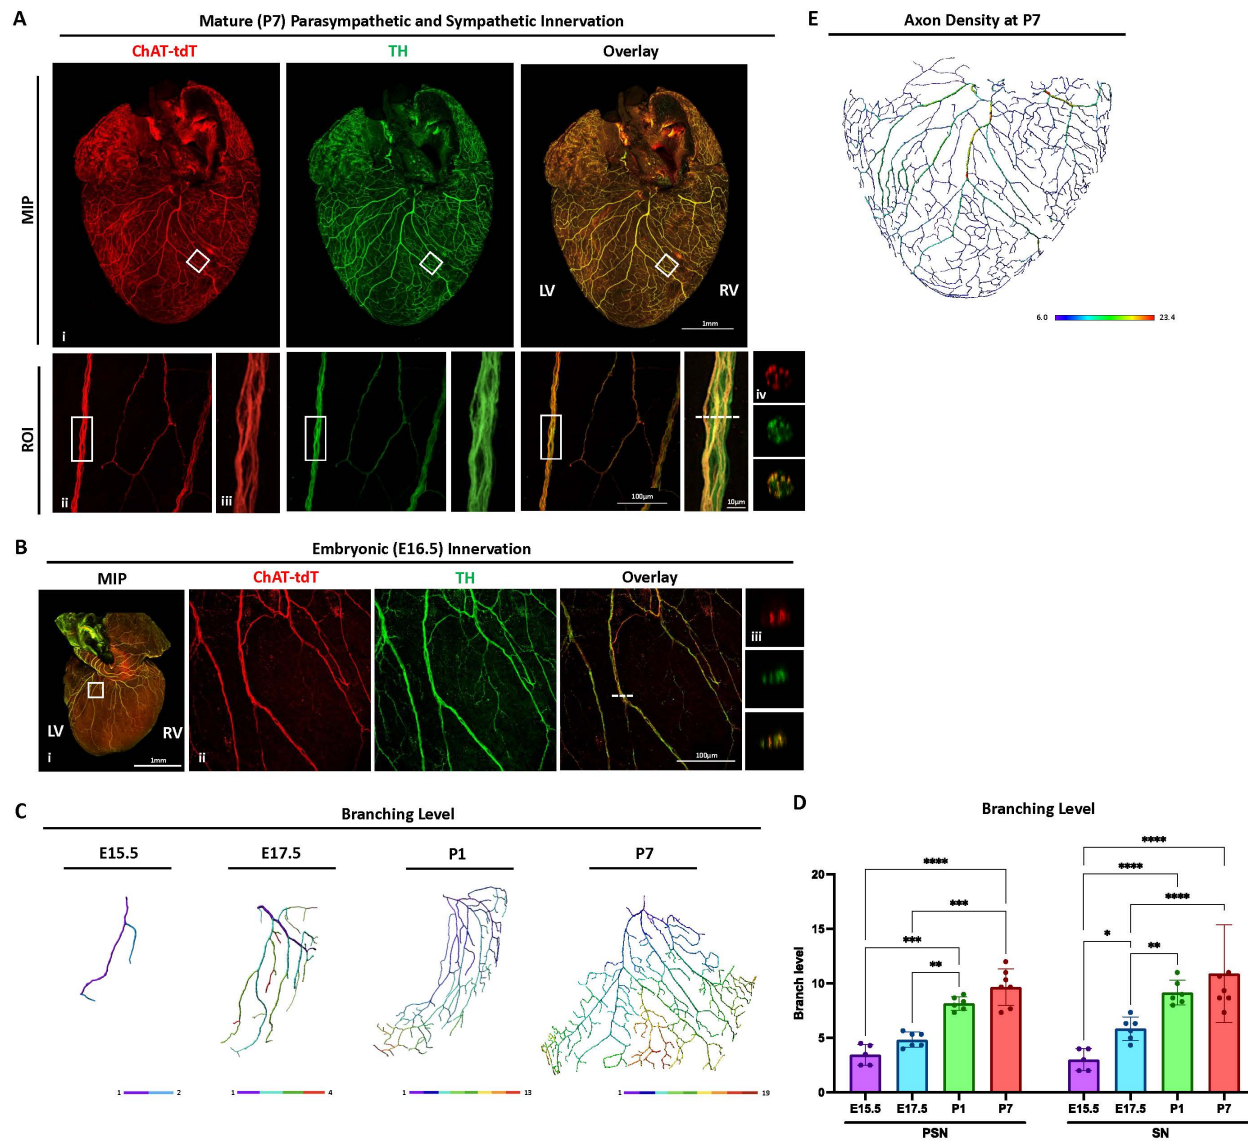 A
Mature (P7) Parasympathetic and Sympathetic Innervation
ChAT-tdT
TH
Overlay
MIP
LV
RV
i
1mm
ROI
ii
iii
100µm
10µm
iv
B
Embryonic (E16.5) Innervation
MIP
ChAT-tdT
TH
Overlay
LV
RV
i
1mm
ii
100µm
iii
C
Branching Level
E15.5
E17.5
P1
P7
1 2
1 4
1 13
1 19
D
Branching Level
Branch level
20
15
10
5
0
****
***
***
**
****
****
****
*
**
E15.5 E17.5 P1 P7
E15.5 E17.5 P1 P7
PSN
SN
E
Axon Density at P7
6.0 23.4